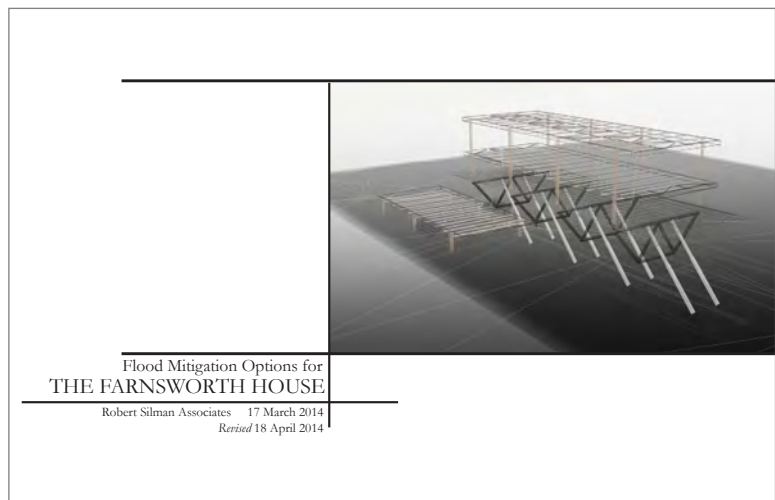 Flood Mitigation Options for
THE FARNSWORTH HOUSE
Robert Silman Associates 17 March 2014
Revised 18 April 2014